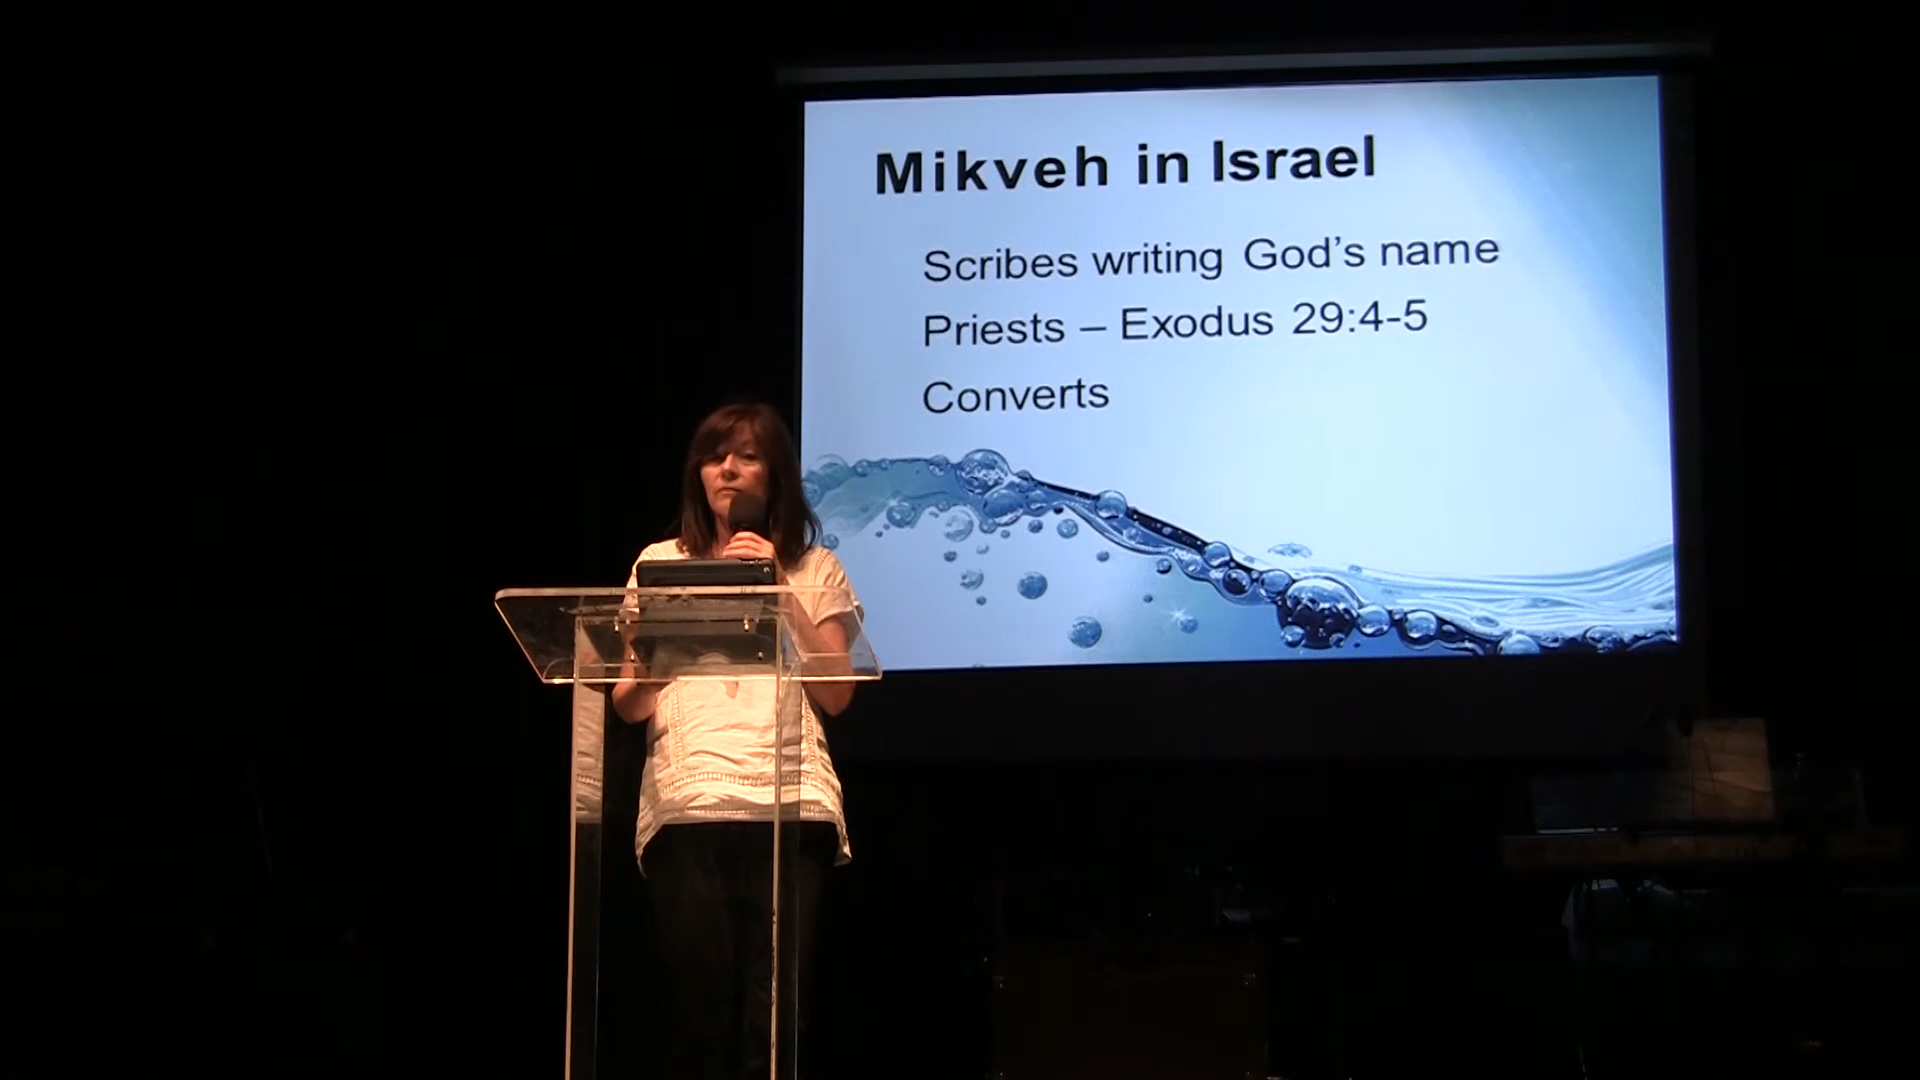 Mikveh in Israel
Scribes writing God’s name
Priests – Exodus 29:4-5
Converts